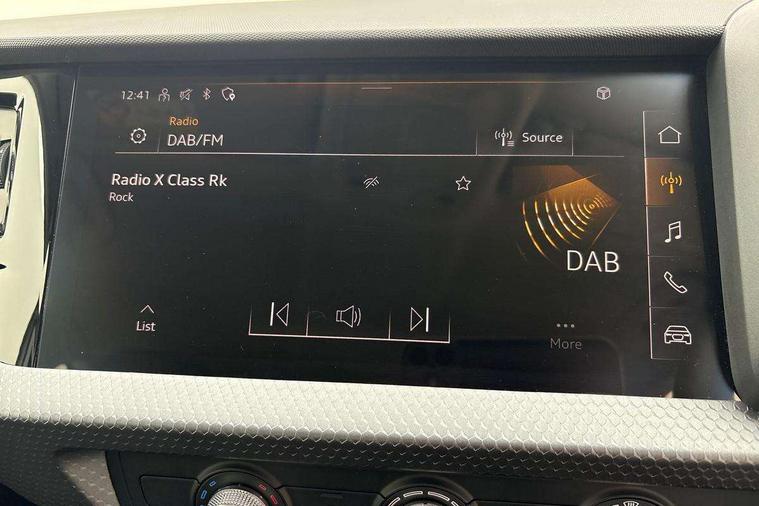 12:41
Radio
DAB/FM
Source
Radio X Class Rk
Rock
DAB
List
More